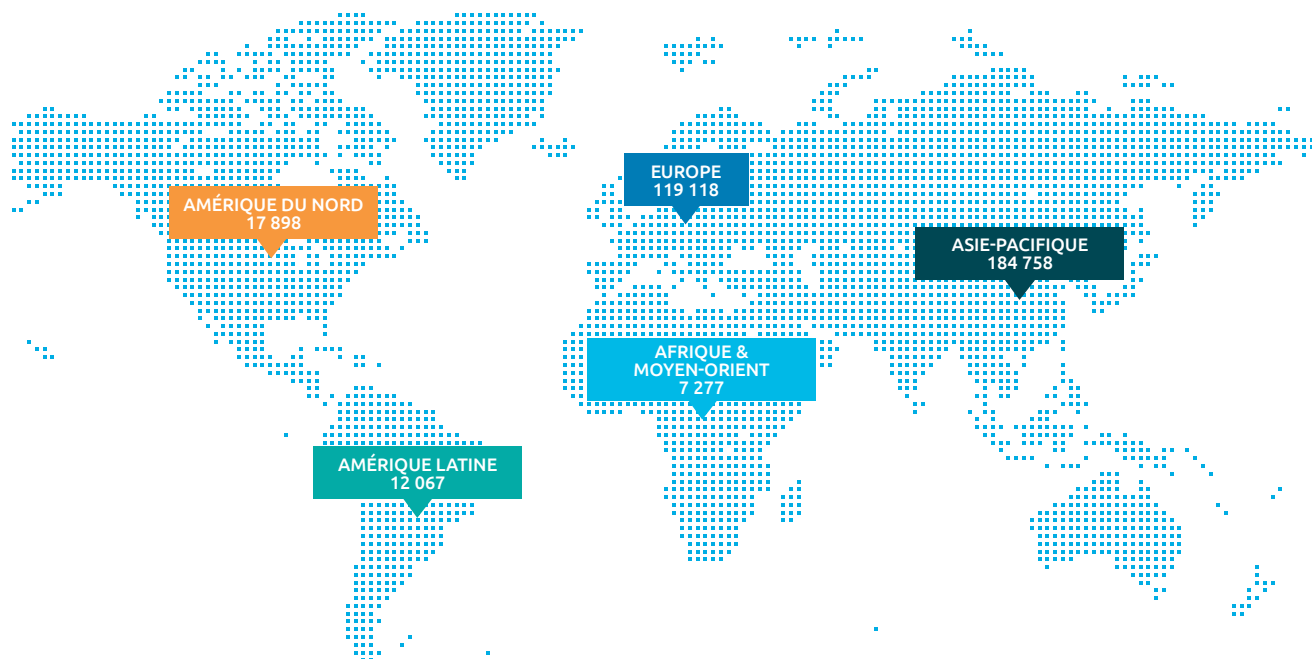 EUROPE
119 118
AMÉRIQUE DU NORD
17 898
ASIE-PACIFIQUE
184 758
AFRIQUE &
MOYEN-ORIENT
7 277
AMÉRIQUE LATINE
12 067